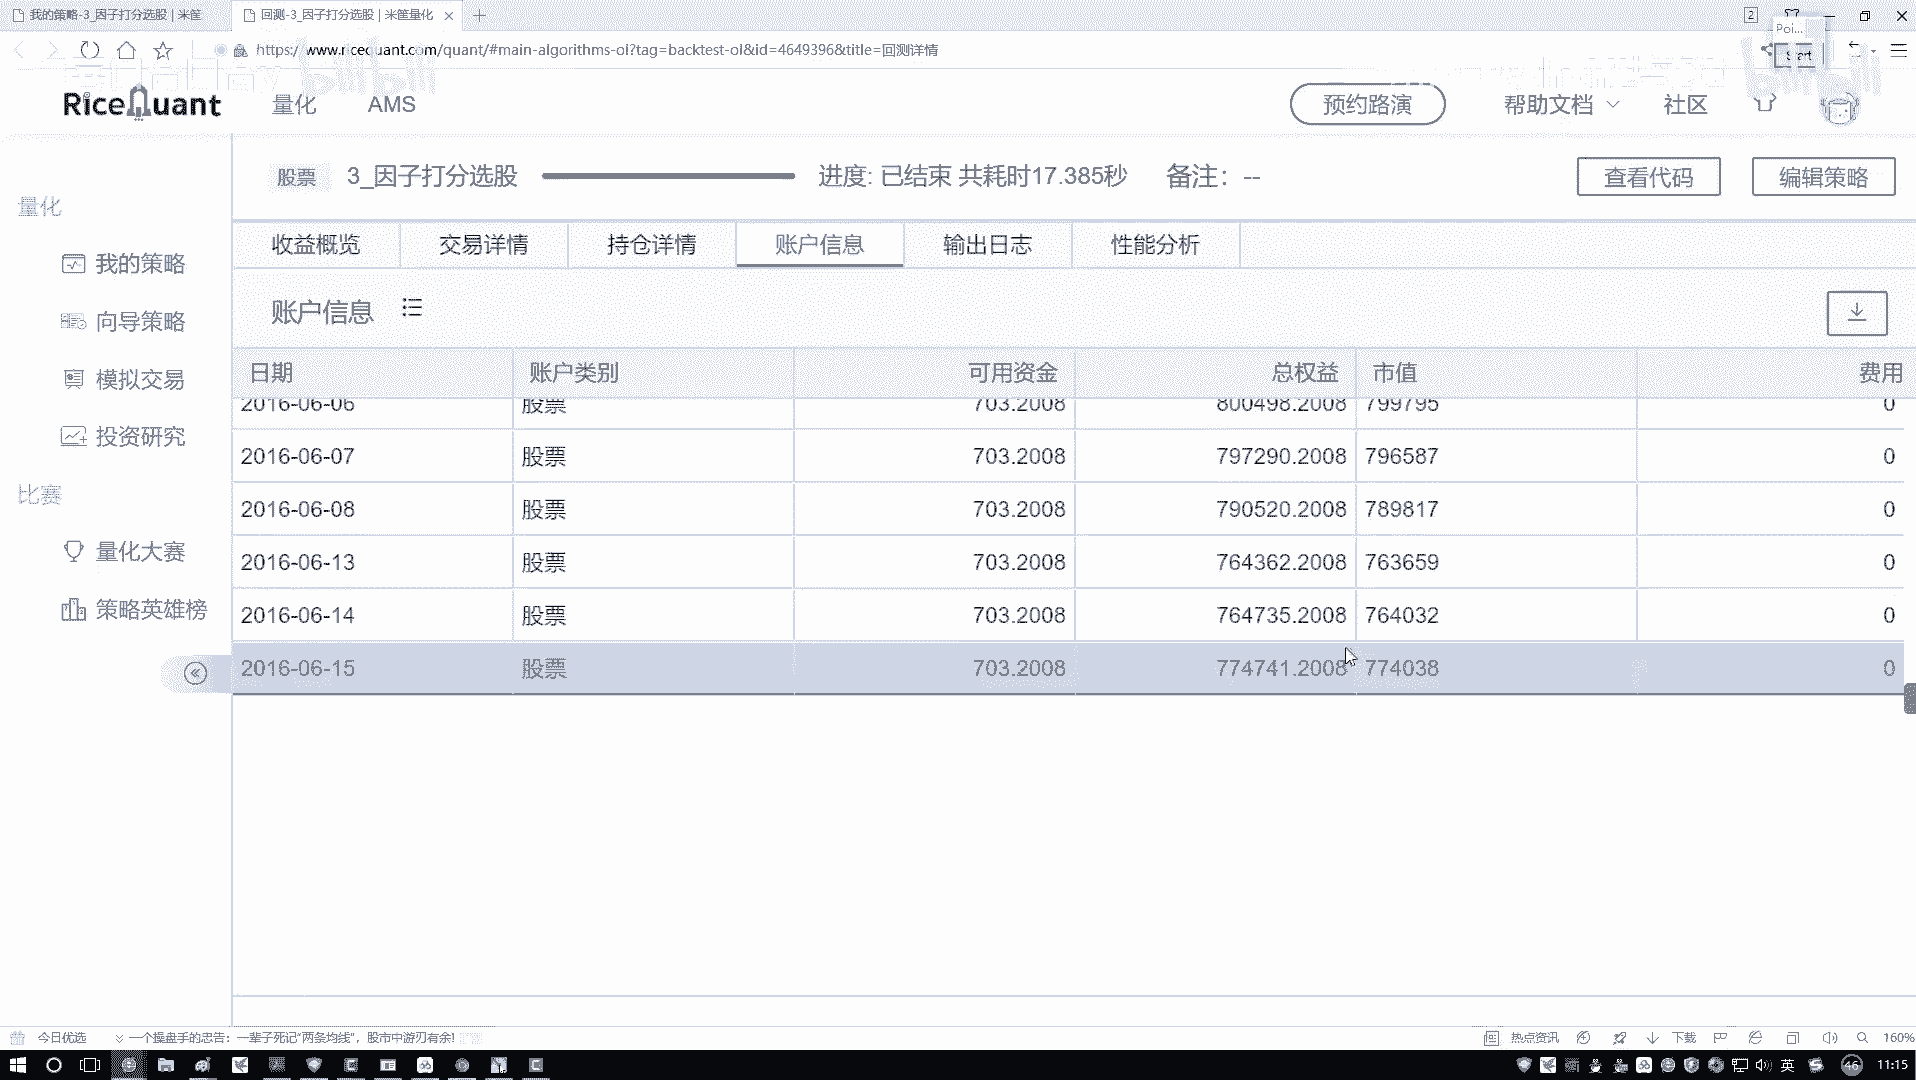 我的策略-3_因子打分选股 | 米筐
回测-3_因子打分选股 | 米筐量化
2
Poi...
Start
https://www.ricequant.com/quant/#main-algorithms-ol?tag=backtest-ol&id=4649396&title=回测详情
bilibili
bilibili
RiceQuant
量化
AMS
预约路演
帮助文档
社区
股票
3_因子打分选股
进度: 已结束 共耗时17.385秒
备注: --
查看代码
编辑策略
量化
我的策略
向导策略
模拟交易
投资研究
比赛
量化大赛
策略英雄榜
收益概览
交易详情
持仓详情
账户信息
输出日志
性能分析
账户信息
日期 账户类别 可用资金 总权益 市值 费用
2016-06-06 股票 703.2008 800498.2008 799795 0
2016-06-07 股票 703.2008 797290.2008 796587 0
2016-06-08 股票 703.2008 790520.2008 789817 0
2016-06-13 股票 703.2008 764362.2008 763659 0
2016-06-14 股票 703.2008 764735.2008 764032 0
2016-06-15 股票 703.2008 774741.2008 774038 0
今日优选
一个操盘手的忠告：一辈子死记"两条均线"，股市中游刃有余!
热点资讯
下载
160%
英
46
11:15